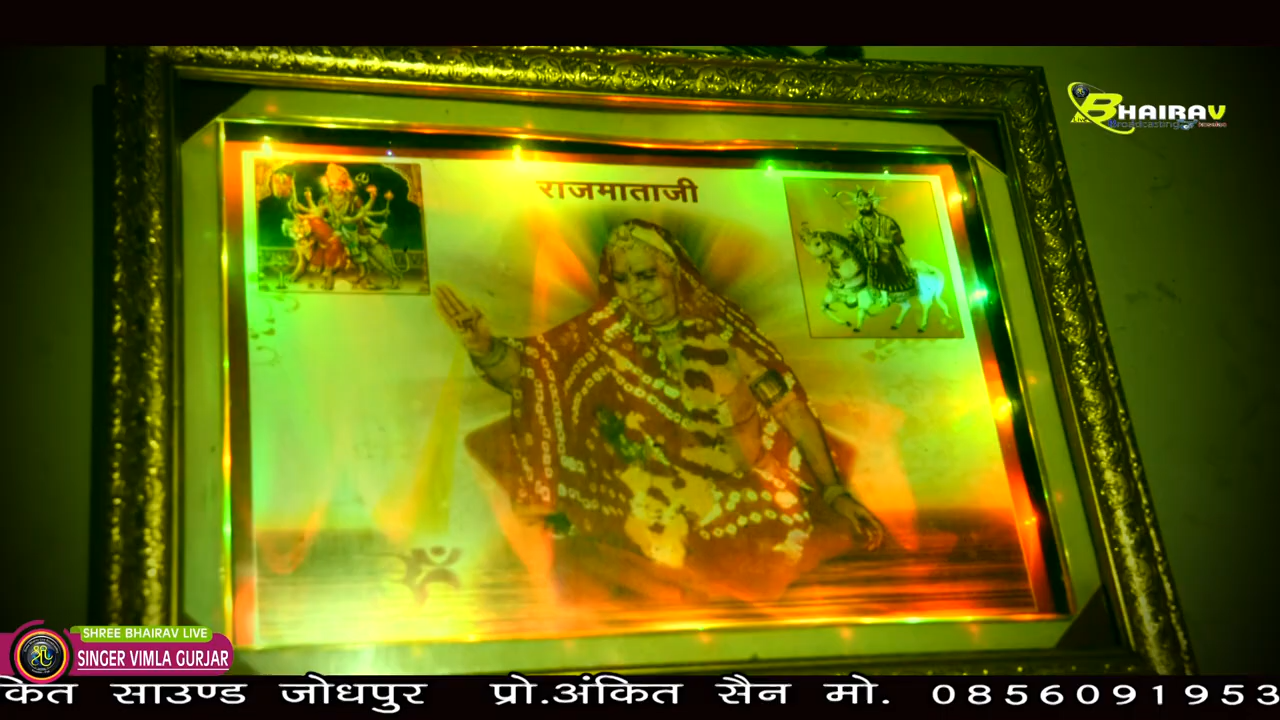 BHAIRAV
राजमाताजी
SHREE BHAIRAV LIVE
SINGER VIMLA GURJAR
कित साउण्ड जोधपुर प्रो.अंकित सैन मो. 0856091953